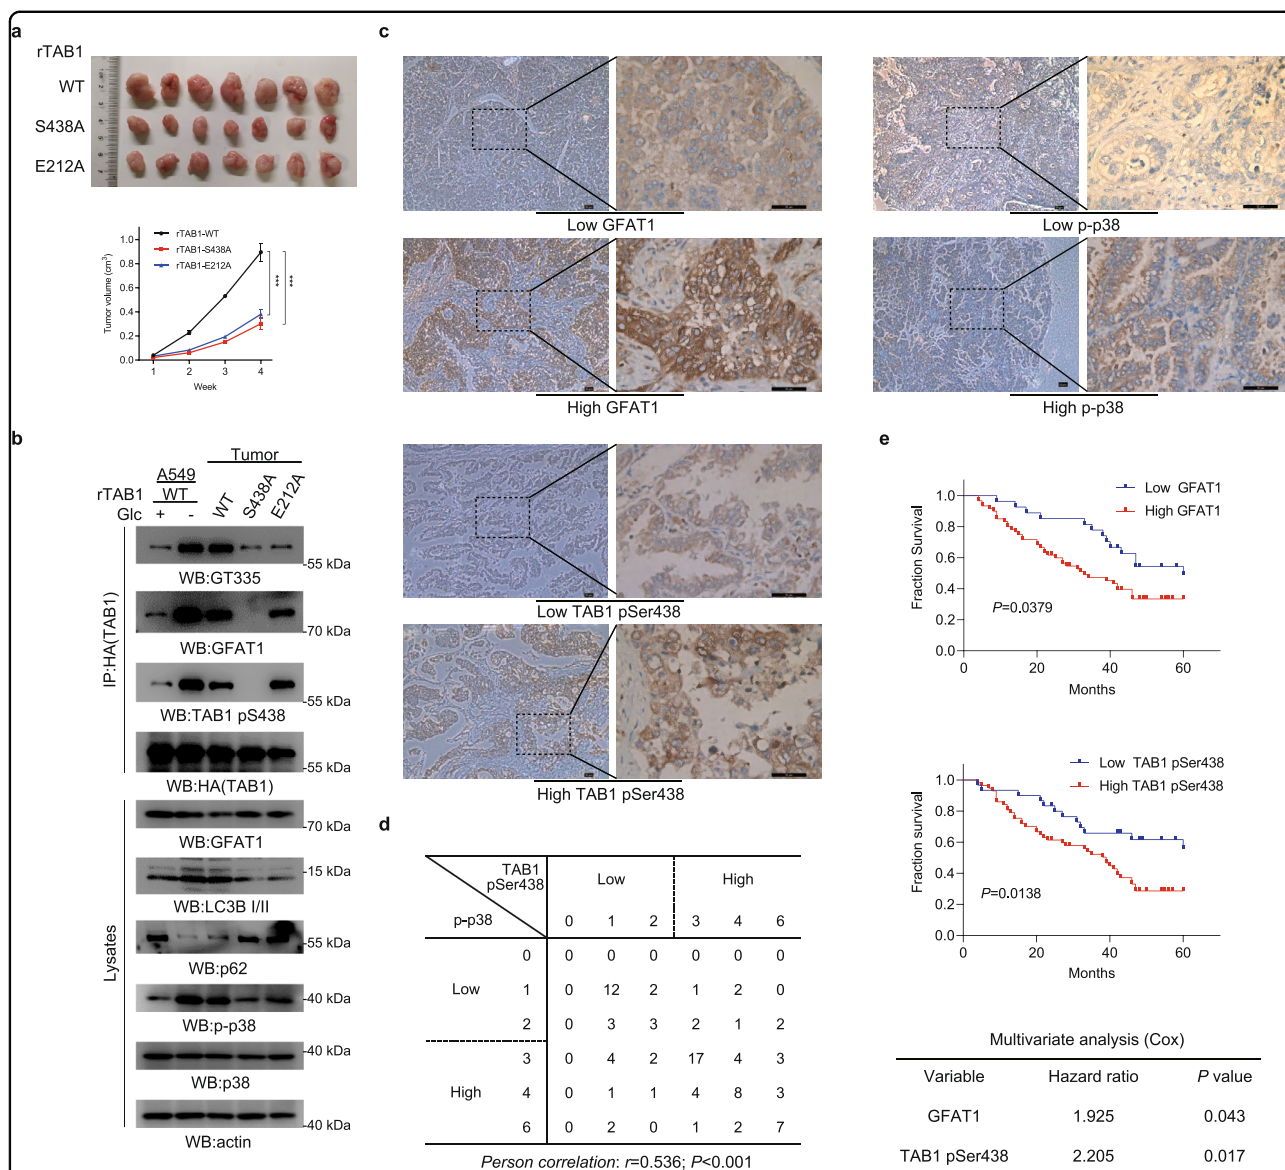 a
rTAB1
WT
S438A
E212A
1.0
0.8
0.6
0.4
0.2
0.0
Tumor volume (cm³)
rTAB1-WT
rTAB1-S438A
rTAB1-E212A
***
***
1 2 3 4
Week
b
Tumor
A549
rTAB1 WT WT S438A E212A
Glc + -
IP:HA(TAB1)
-55 kDa
WB:GT335
-70 kDa
WB:GFAT1
-55 kDa
WB:TAB1 pS438
-55 kDa
WB:HA(TAB1)
Lysates
-70 kDa
WB:GFAT1
-15 kDa
WB:LC3B I/II
-55 kDa
WB:p62
-40 kDa
WB:p-p38
-40 kDa
WB:p38
-40 kDa
WB:actin
c
Low GFAT1
High GFAT1
Low p-p38
High p-p38
Low TAB1 pSer438
High TAB1 pSer438
d
TAB1 pSer438
p-p38
Low High
0 1 2 3 4 6
0 0 0 0 0 0 0
Low 1 0 12 2 1 2 0
2 0 3 3 2 1 2
3 0 4 2 17 4 3
High 4 0 1 1 4 8 3
6 0 2 0 1 2 7
Person correlation: r=0.536; P<0.001
e
Low GFAT1
High GFAT1
Fraction Survival
1.0
0.8
0.6
0.4
0.2
0.0
P=0.0379
0 20 40 60
Months
Low TAB1 pSer438
High TAB1 pSer438
Fraction survival
1.0
0.8
0.6
0.4
0.2
0.0
P=0.0138
0 20 40 60
Months
Multivariate analysis (Cox)
Variable Hazard ratio P value
GFAT1 1.925 0.043
TAB1 pSer438 2.205 0.017